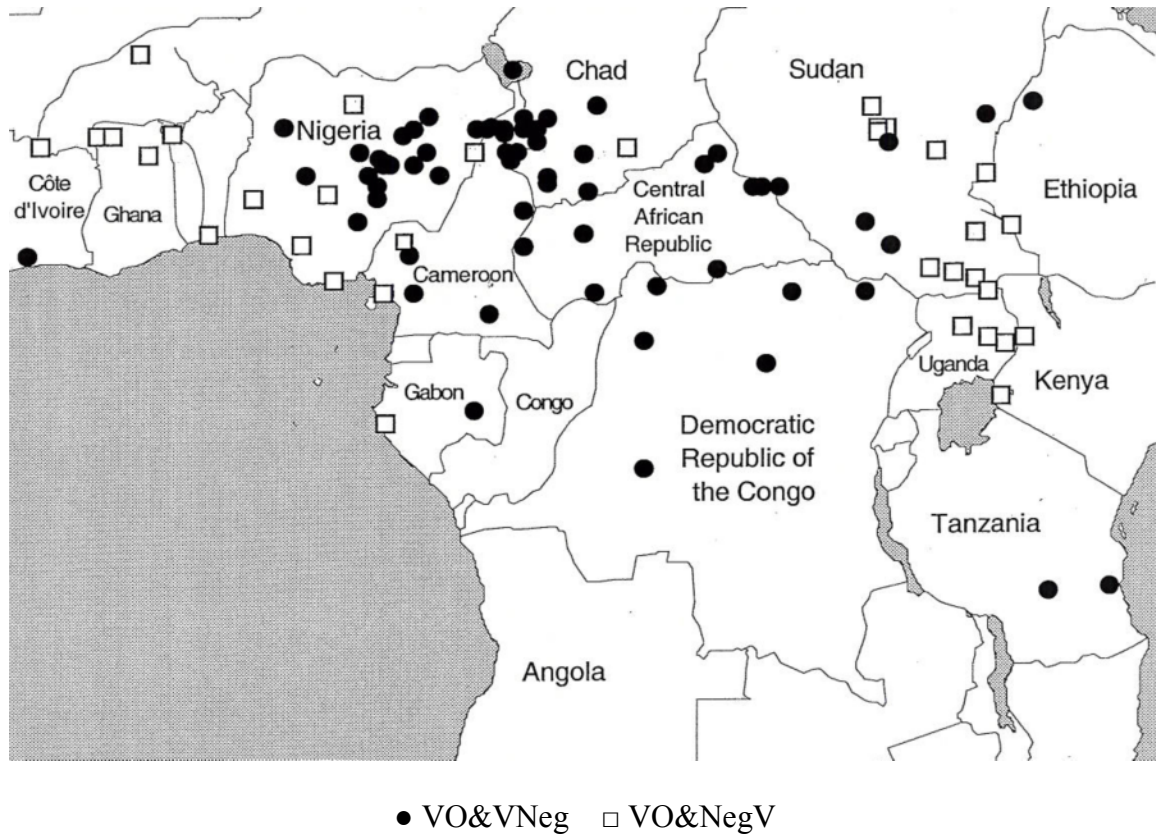 Chad
Sudan
Nigeria
Côte
d'Ivoire
Ghana
Central
African
Republic
Ethiopia
Cameroon
Uganda
Kenya
Gabon
Congo
Democratic
Republic of
the Congo
Tanzania
Angola
● VO&VNeg □ VO&NegV